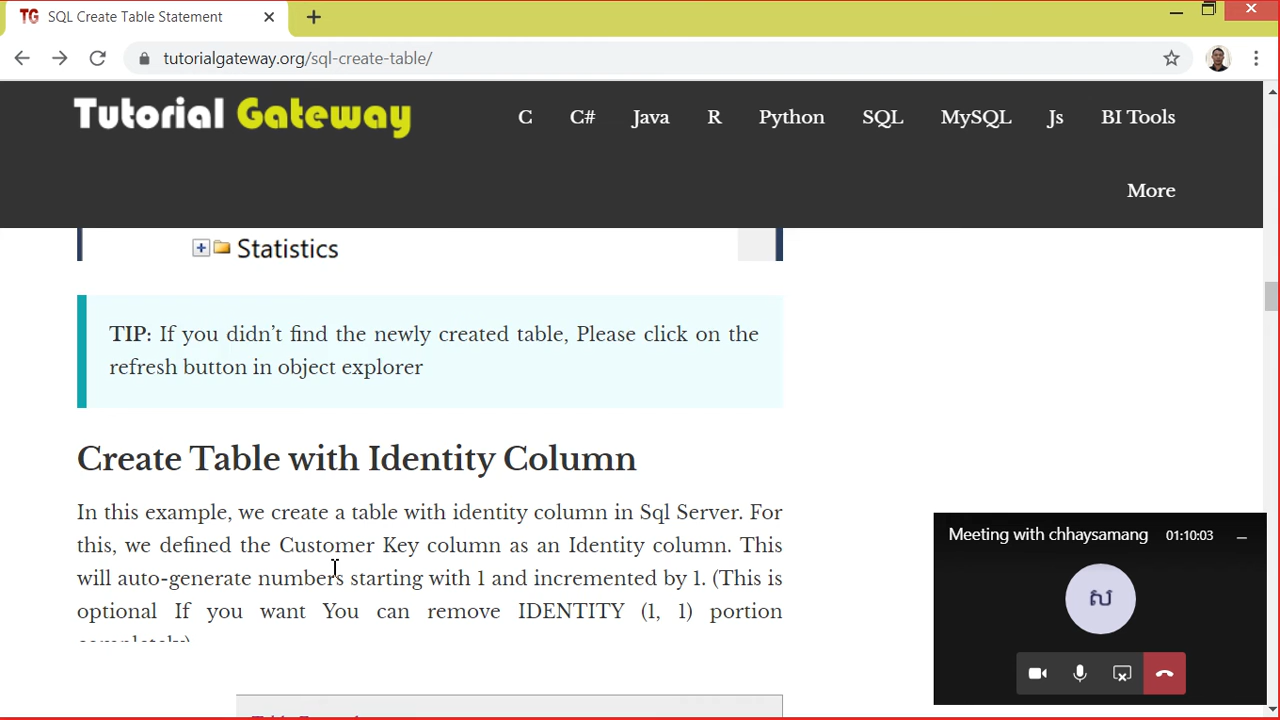 TG SQL Create Table Statement
tutorialgateway.org/sql-create-table/
Tutorial Gateway C C# Java R Python SQL MySQL Js BI Tools
More
Statistics
TIP: If you didn’t find the newly created table, Please click on the
refresh button in object explorer
Create Table with Identity Column
In this example, we create a table with identity column in Sql Server. For
this, we defined the Customer Key column as an Identity column. This
will auto-generate numbers starting with 1 and incremented by 1. (This is
optional If you want You can remove IDENTITY (1, 1) portion
completely)
Meeting with chhaysamang 01:10:03
ស